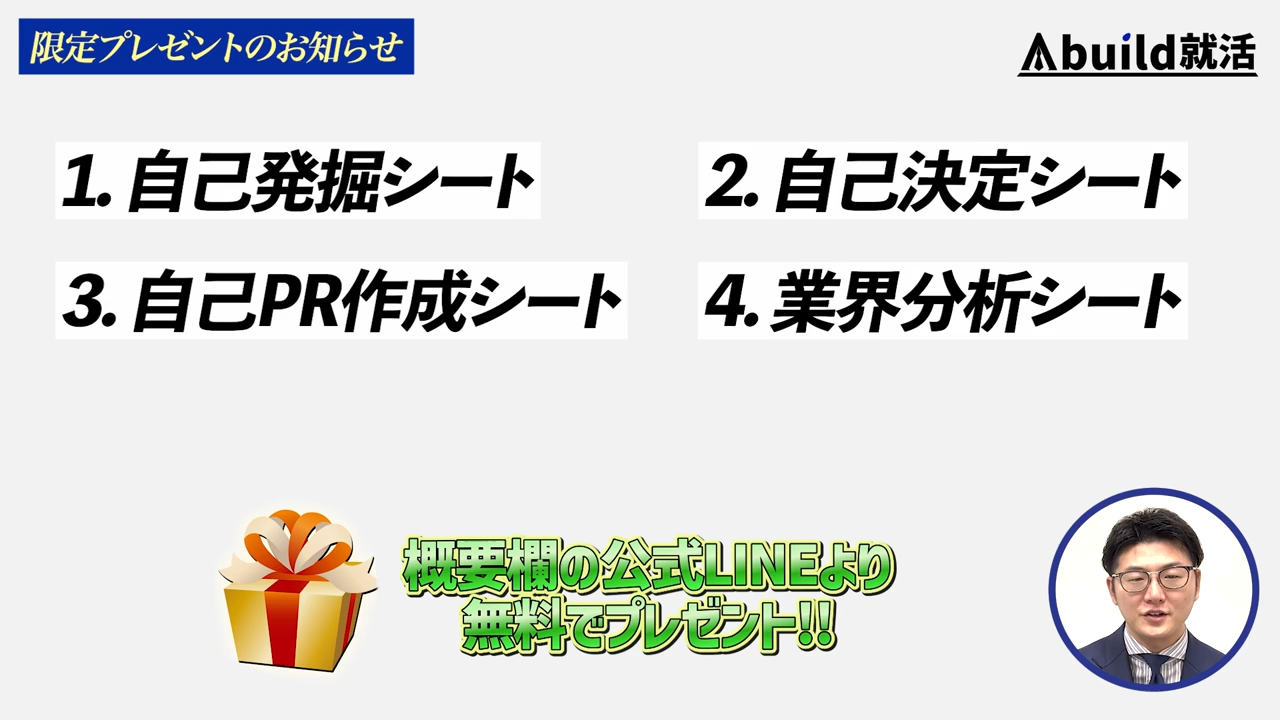 限定プレゼントのお知らせ
Abuild就活
1. 自己発掘シート
2. 自己決定シート
3. 自己PR作成シート
4. 業界分析シート
概要欄の公式LINEより
無料でプレゼント!!